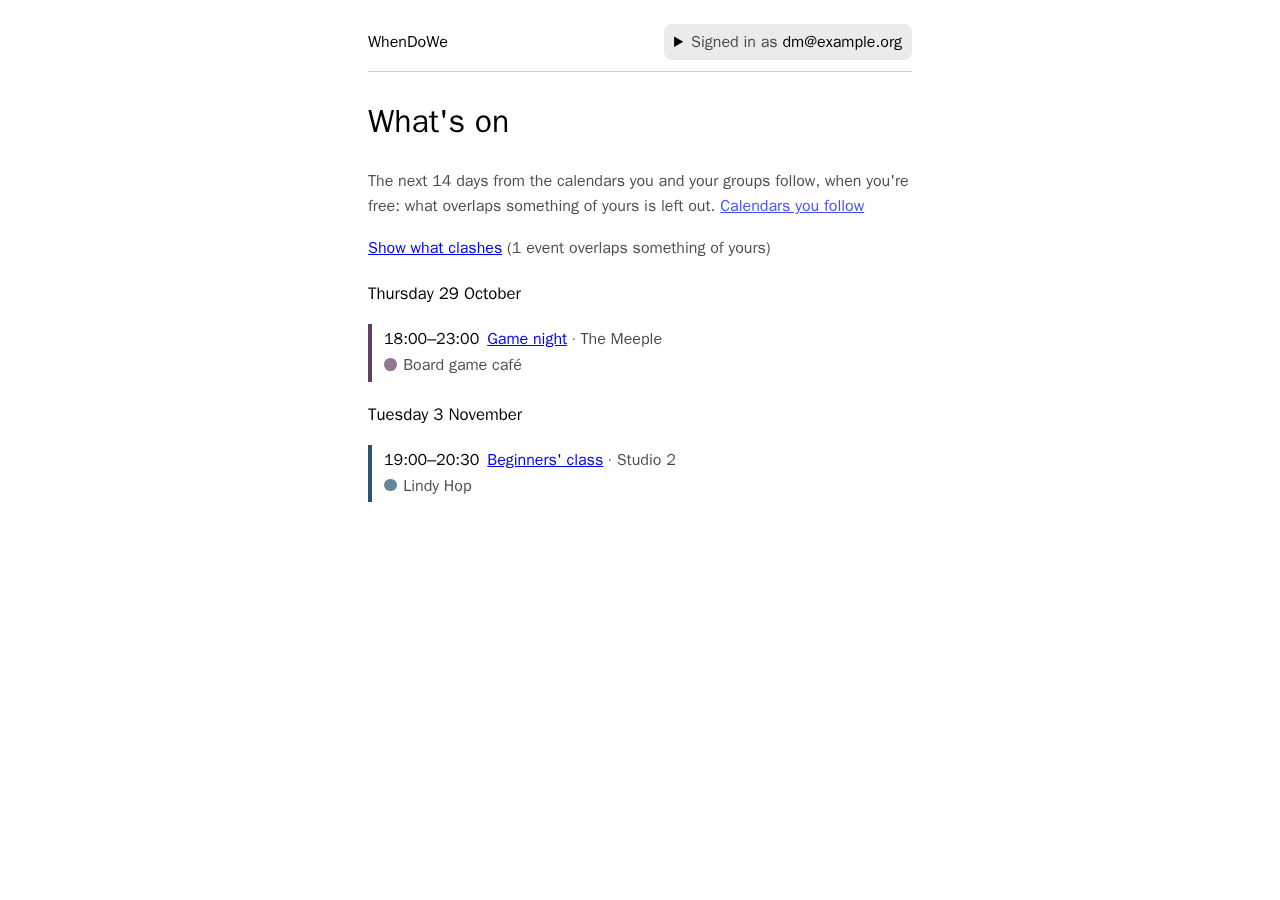 WhenDoWe
Signed in as dm@example.org
What's on
The next 14 days from the calendars you and your groups follow, when you're
free: what overlaps something of yours is left out. Calendars you follow
Show what clashes (1 event overlaps something of yours)
Thursday 29 October
18:00–23:00 Game night · The Meeple
Board game café
Tuesday 3 November
19:00–20:30 Beginners' class · Studio 2
Lindy Hop